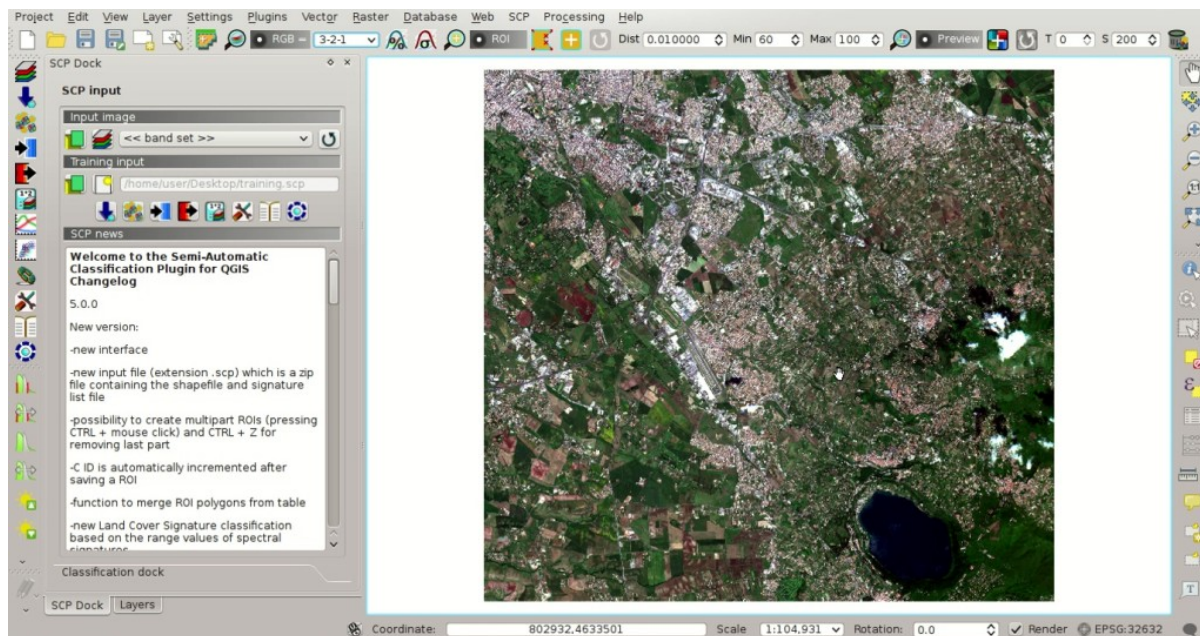 Project Edit View Layer Settings Plugins Vector Raster Database Web SCP Processing Help
RGB = 3-2-1 ROI Dist 0.010000 Min 60 Max 100 Preview T 0 S 200
SCP Dock
SCP input
Input image
<< band set >>
Training input
/home/user/Desktop/training.scp
SCP news
Welcome to the Semi-Automatic
Classification Plugin for QGIS
Changelog
5.0.0
New version:
-new interface
-new input file (extension .scp) which is a zip
file containing the shapefile and signature
list file
-possibility to create multipart ROIs (pressing
CTRL + mouse click) and CTRL + Z for
removing last part
-C ID is automatically incremented after
saving a ROI
-function to merge ROI polygons from table
-new Land Cover Signature classification
based on the range values of spectral
signatures
Classification dock
SCP Dock Layers
Coordinate: 802932,4633501 Scale 1:104,931 Rotation: 0.0 Render EPSG:32632